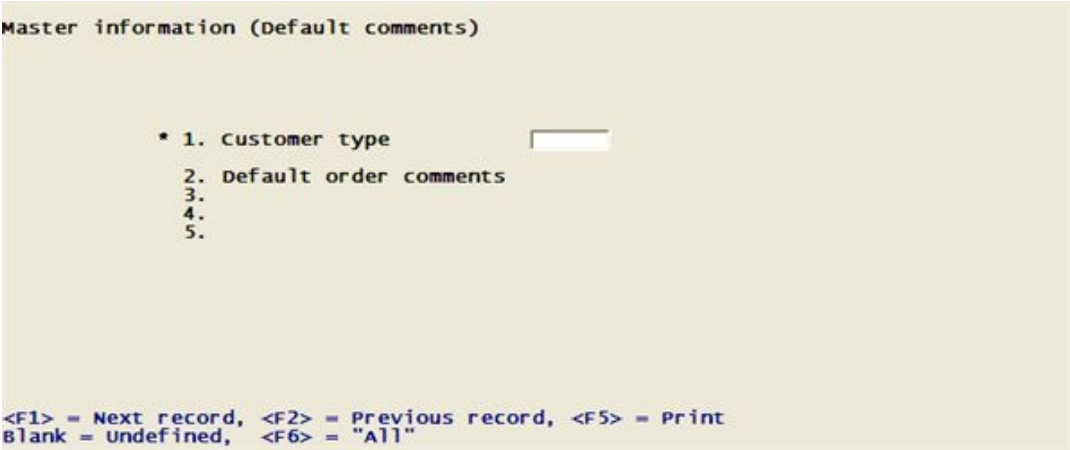 Master information (Default comments)
* 1. Customer type
2. Default order comments
3.
4.
5.
<F1> = Next record, <F2> = Previous record, <F5> = Print
Blank = Undefined, <F6> = "All"